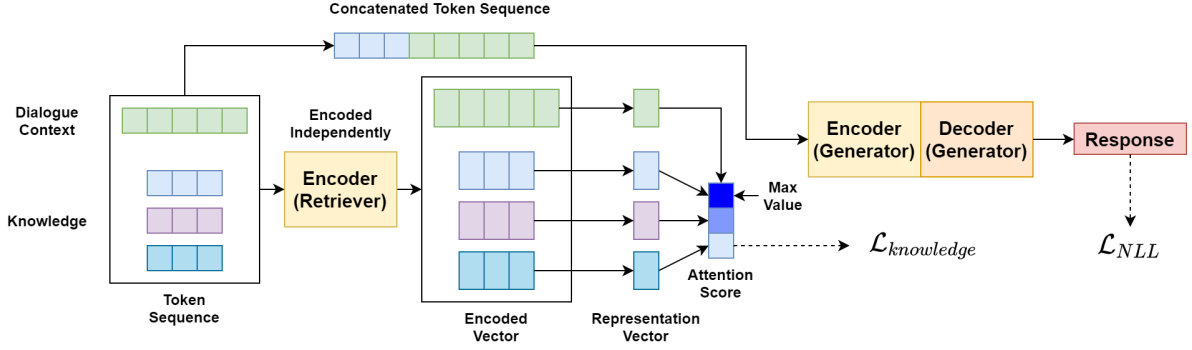 Concatenated Token Sequence
Dialogue
Context
Knowledge
Token
Sequence
Encoded
Independently
Encoder
(Retriever)
Encoded
Vector
Representation
Vector
Max
Value
Attention
Score
Encoder
(Generator)
Decoder
(Generator)
Response
ℒknowledge
ℒNLL